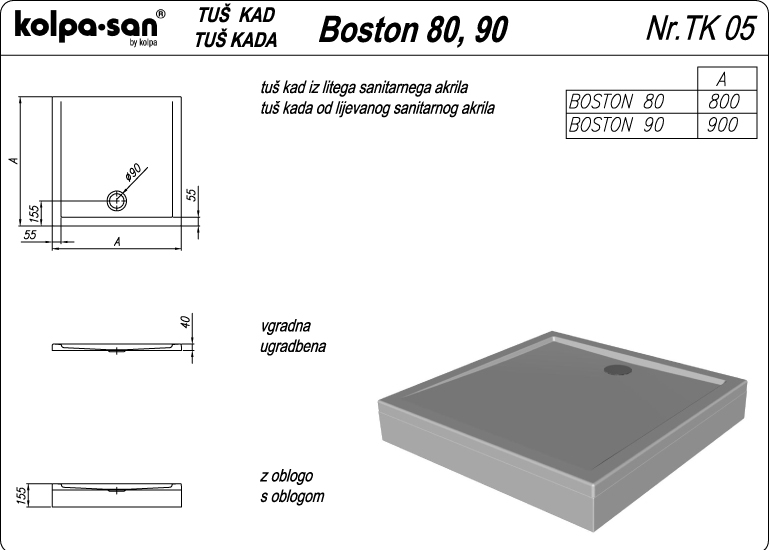 kolpa·san®
by kolpa
TUŠ KAD
TUŠ KADA
Boston 80, 90
Nr.TK 05
tuš kad iz litega sanitarnega akrila
tuš kada od lijevanog sanitarnog akrila
A
BOSTON 80 800
BOSTON 90 900
A
ø90
155
55
55
A
40
vgradna
ugradbena
155
z oblogo
s oblogom